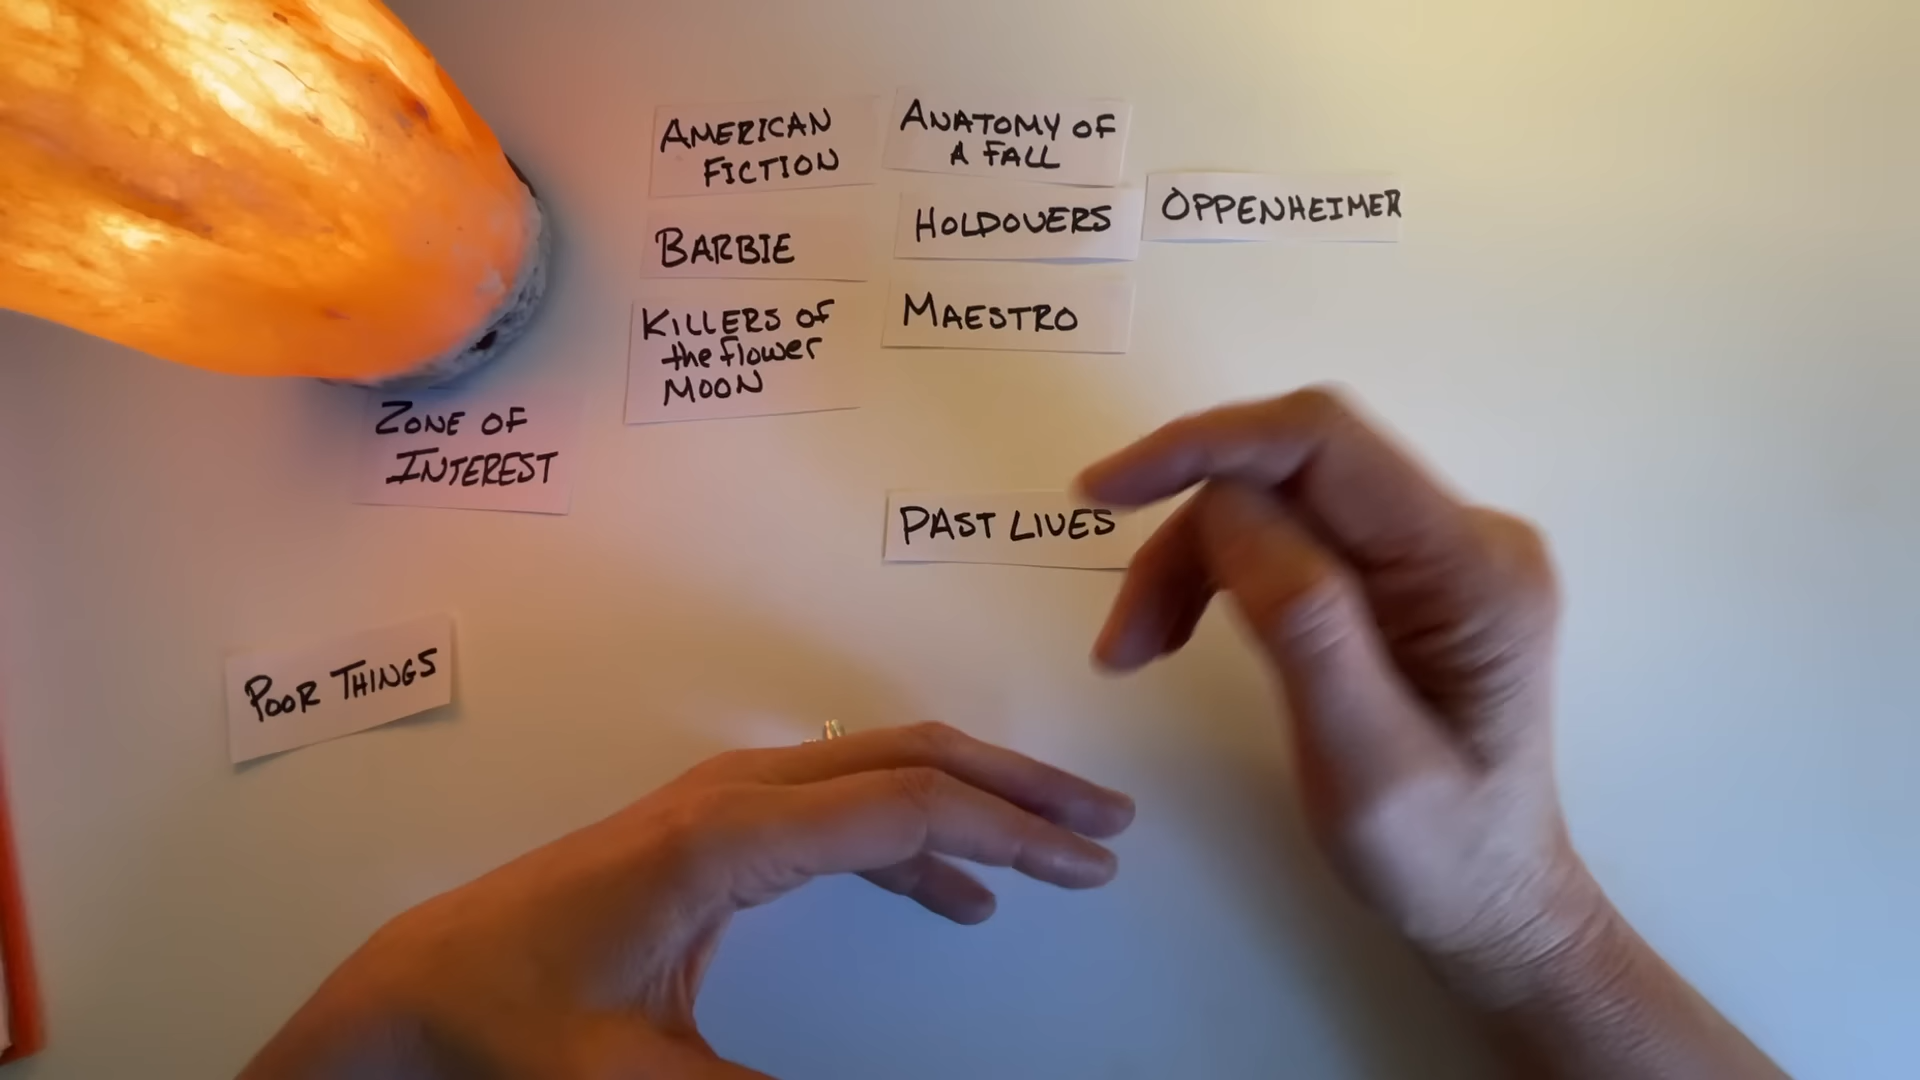 AMERICAN
FICTION
ANATOMY OF
A FALL
OPPENHEIMER
BARBIE
HOLDOVERS
KILLERS OF
the flower
MOON
MAESTRO
ZONE OF
INTEREST
PAST LIVES
POOR THINGS